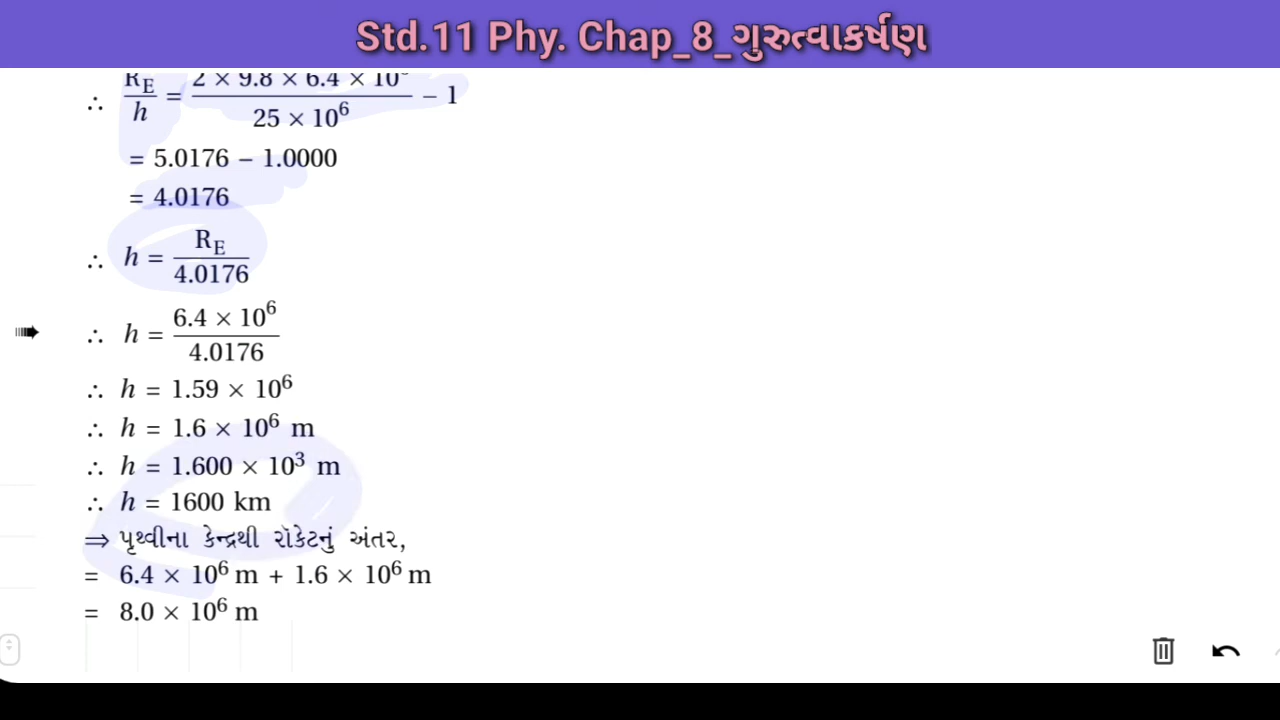 Std.11 Phy. Chap_8_ગુરુત્વાકર્ષણ
∴ R_E/h = (2 × 9.8 × 6.4 × 10)/(25 × 10^6) − 1
= 5.0176 − 1.0000
= 4.0176
∴ h = R_E/4.0176
∴ h = (6.4 × 10^6)/4.0176
∴ h = 1.59 × 10^6
∴ h = 1.6 × 10^6 m
∴ h = 1.600 × 10^3 m
∴ h = 1600 km
⇒ પૃથ્વીના કેન્દ્રથી રૉકેટનું અંતર,
= 6.4 × 10^6 m + 1.6 × 10^6 m
= 8.0 × 10^6 m